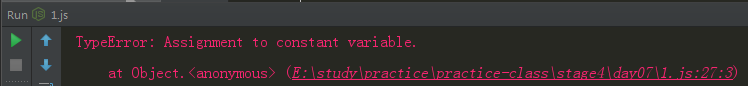 Run 1.js
TypeError: Assignment to constant variable.
at Object.<anonymous> (E:\study\practice\practice-class\stage4\day07\1.js:27:3)